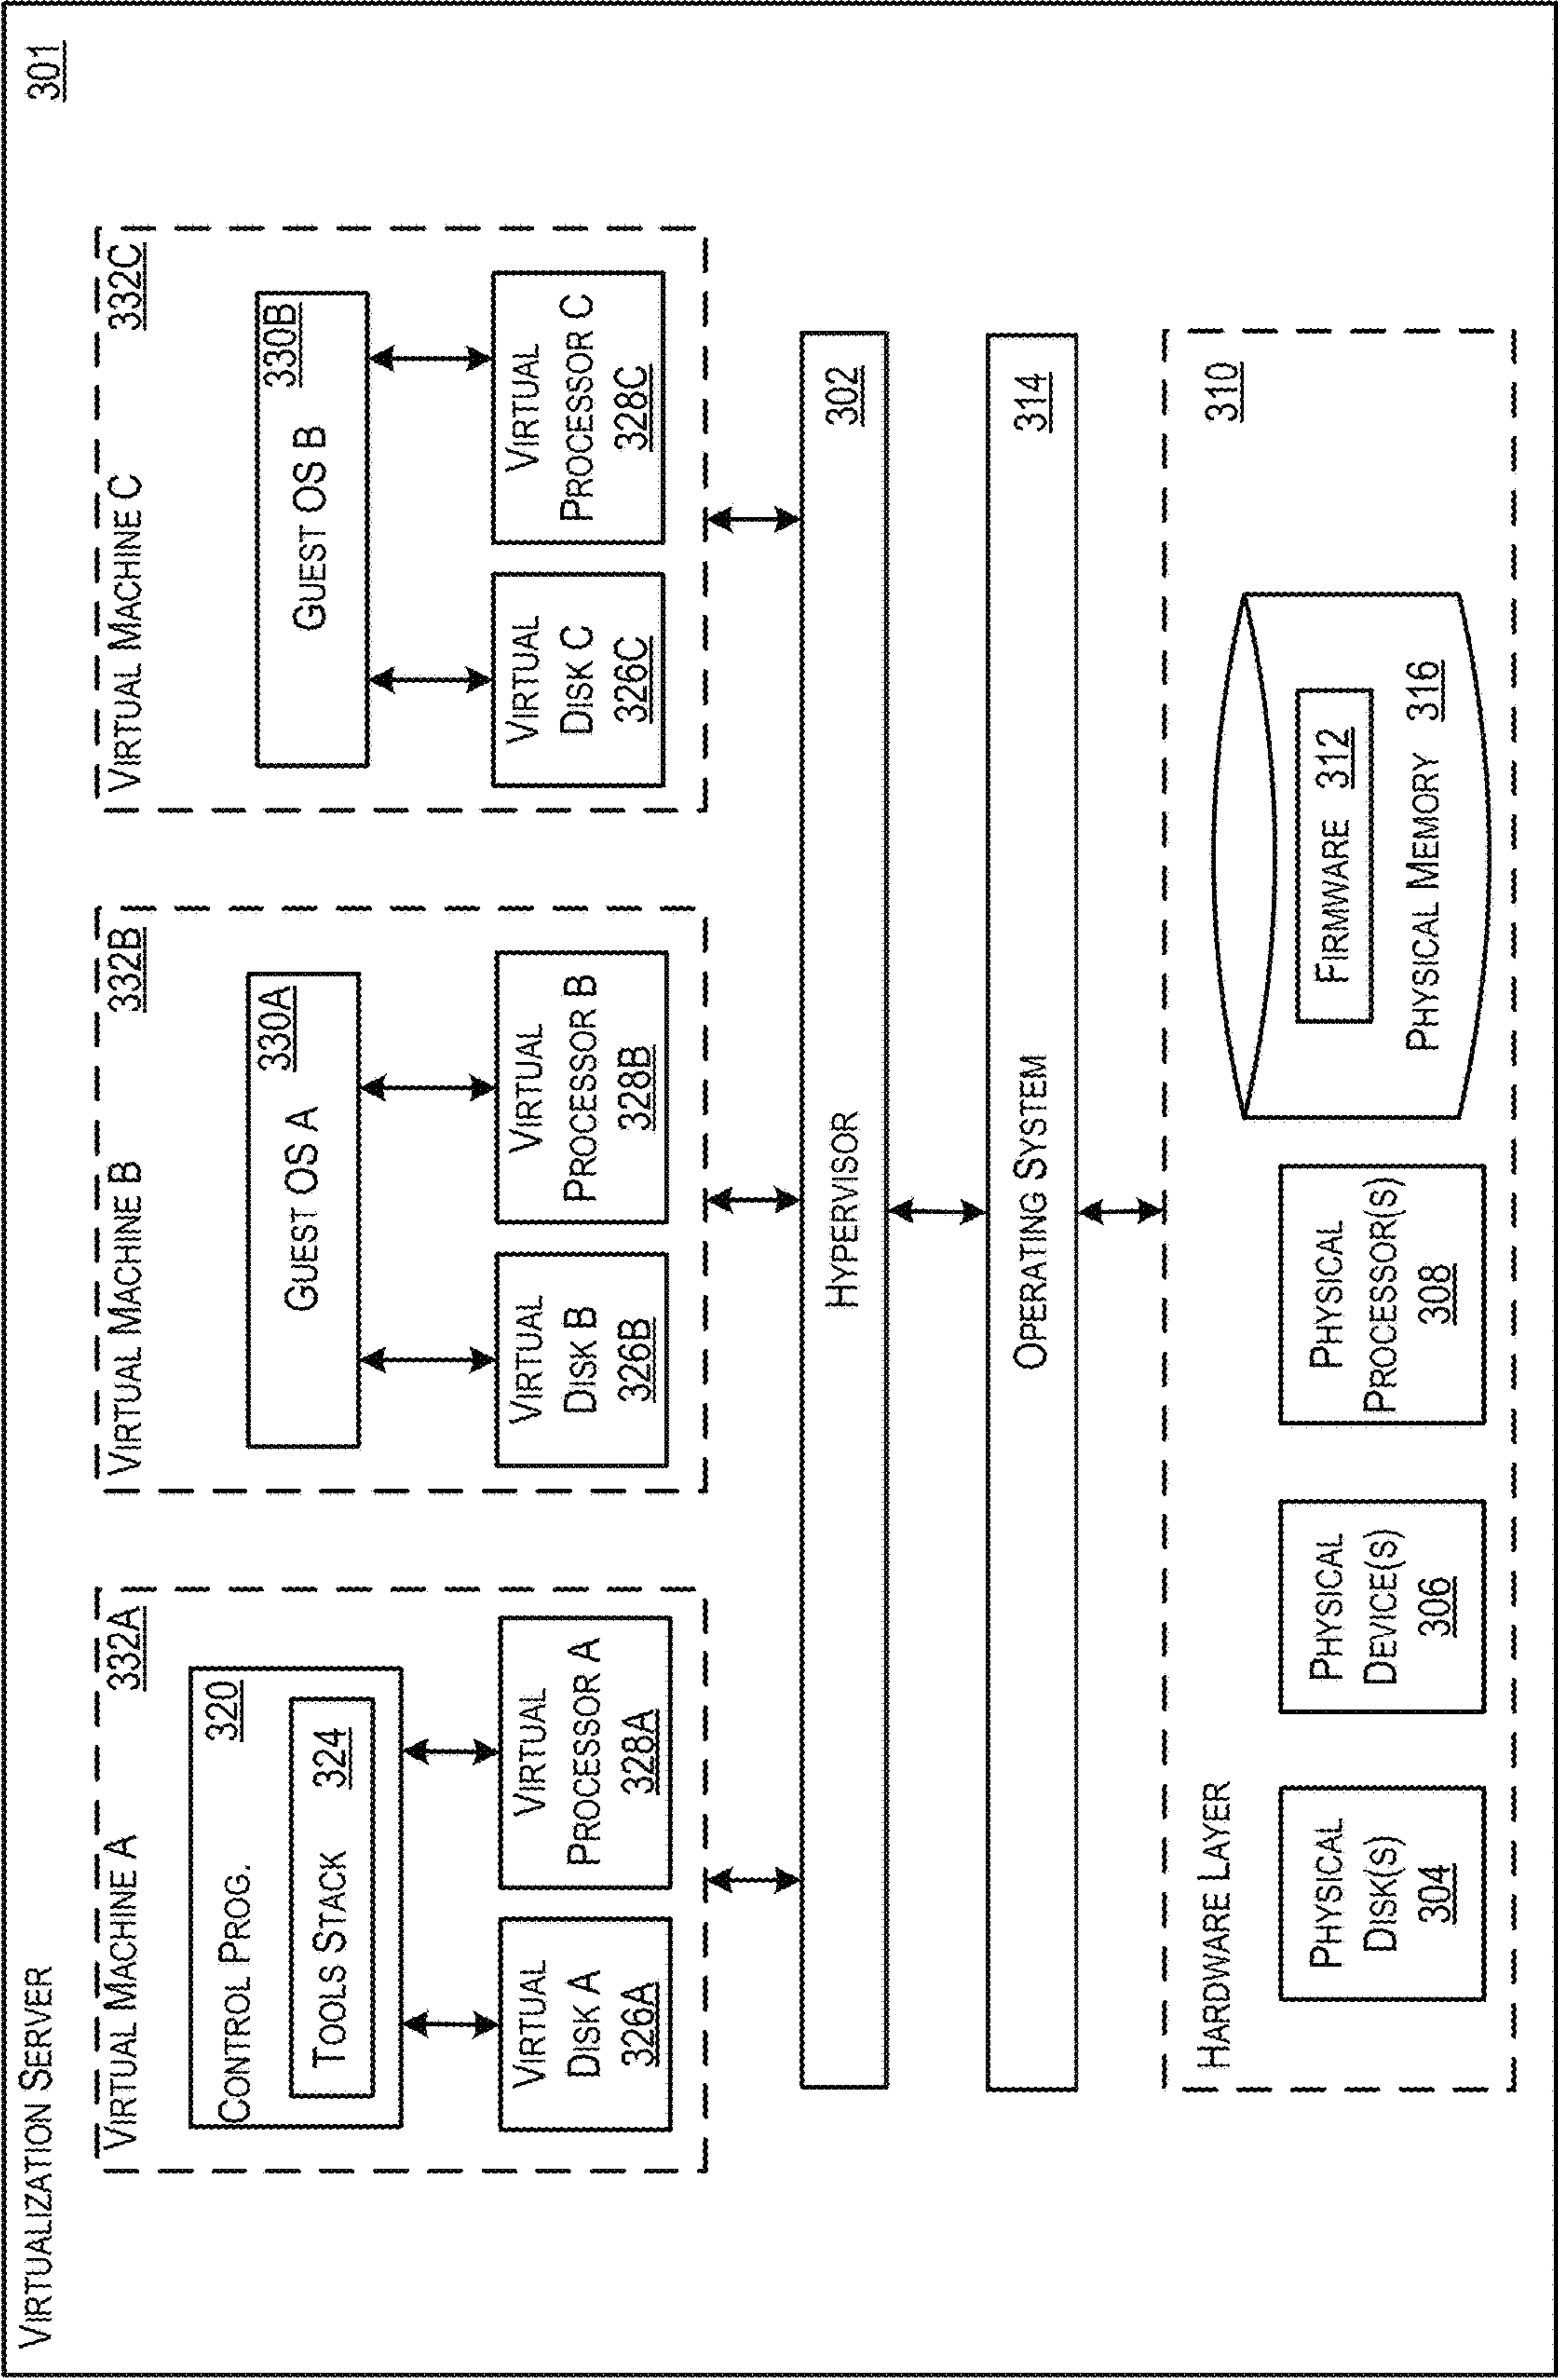 VIRTUALIZATION SERVER
301
VIRTUAL MACHINE A
332A
CONTROL PROG.
320
TOOLS STACK
324
VIRTUAL
DISK A
326A
VIRTUAL
PROCESSOR A
328A
VIRTUAL MACHINE B
332B
GUEST OS A
330A
VIRTUAL
DISK B
326B
VIRTUAL
PROCESSOR B
328B
VIRTUAL MACHINE C
332C
GUEST OS B
330B
VIRTUAL
DISK C
326C
VIRTUAL
PROCESSOR C
328C
HYPERVISOR
302
OPERATING SYSTEM
314
HARDWARE LAYER
310
PHYSICAL
DISK(S)
304
PHYSICAL
DEVICE(S)
306
PHYSICAL
PROCESSOR(S)
308
FIRMWARE 312
PHYSICAL MEMORY 316